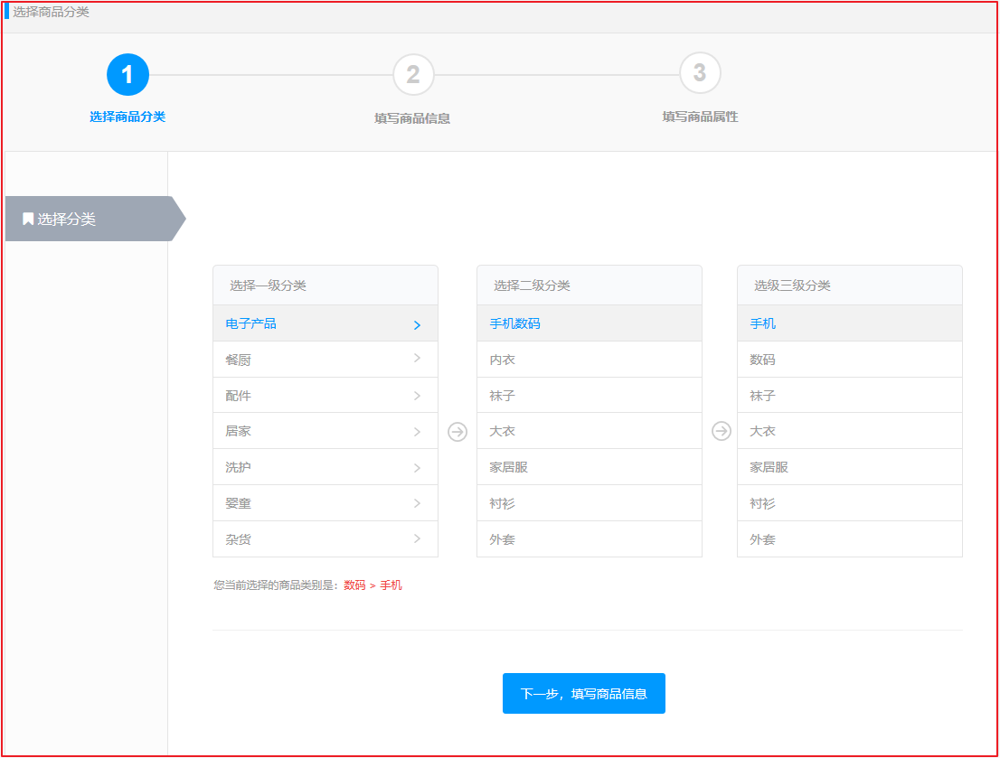 选择商品分类
1
2
3
选择商品分类
填写商品信息
填写商品属性
选择分类
选择一级分类
电子产品
餐厨
配件
居家
洗护
婴童
杂货
选择二级分类
手机数码
内衣
袜子
大衣
家居服
衬衫
外套
选级三级分类
手机
数码
袜子
大衣
家居服
衬衫
外套
您当前选择的商品类别是：数码 > 手机
下一步，填写商品信息